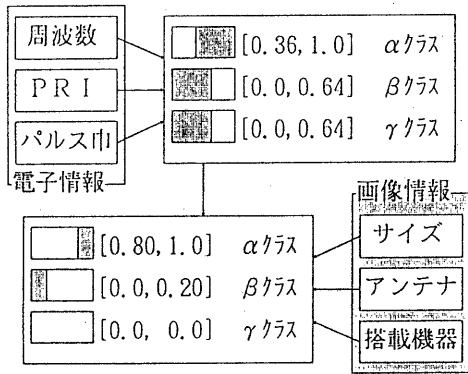 周波数
PRI
パルス巾
電子情報
[0.36,1.0] αクラス
[0.0,0.64] βクラス
[0.0,0.64] γクラス
画像情報
サイズ
アンテナ
搭載機器
[0.80,1.0] αクラス
[0.0,0.20] βクラス
[0.0, 0.0] γクラス